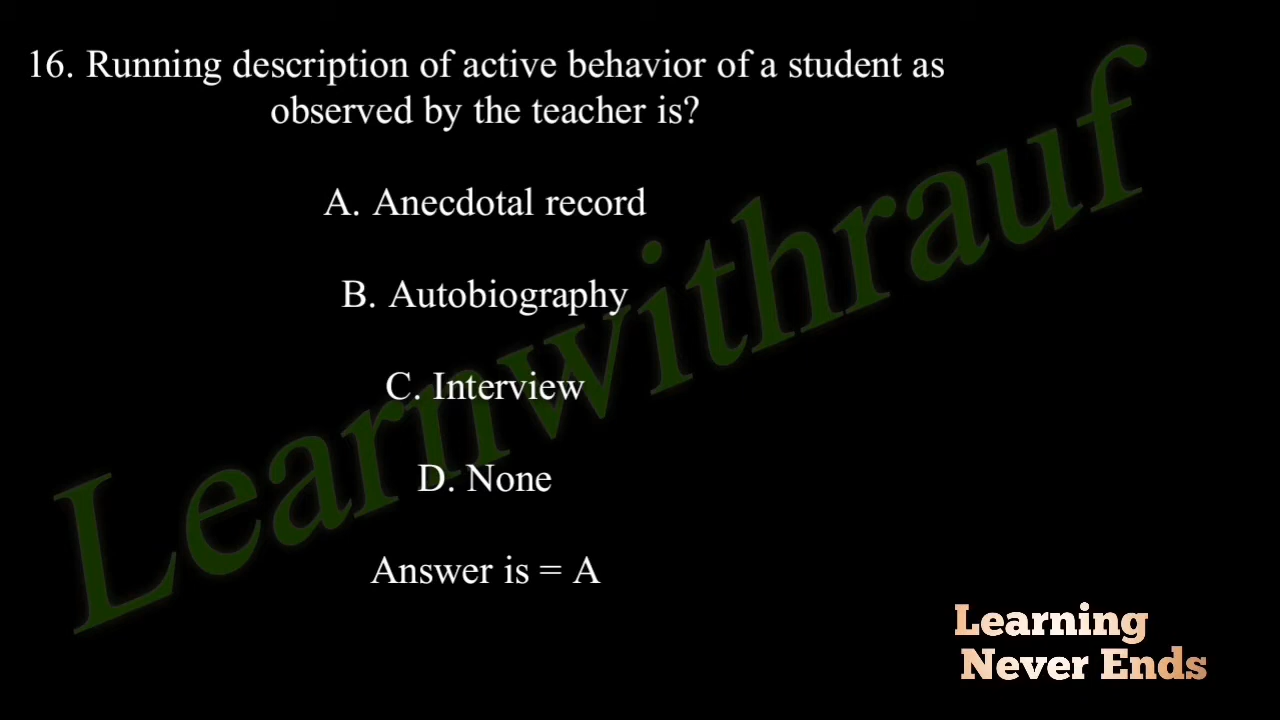 16. Running description of active behavior of a student as
observed by the teacher is?
A. Anecdotal record
B. Autobiography
C. Interview
D. None
Answer is = A
Learnwithrauf
Learning
Never Ends